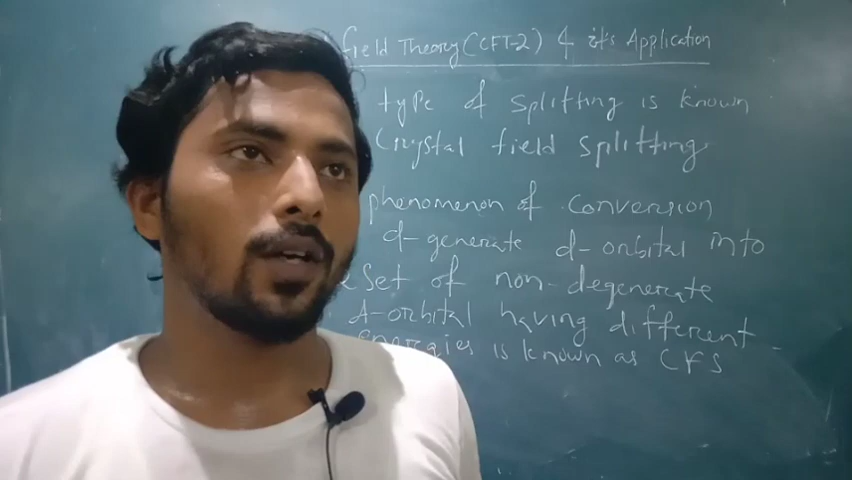 field Theory (CFT-2) & it's Application
type of splitting is known
Crystal field splitting
phenomenon of conversion
d-generate d-orbital into
Set of non-degenerate
d-orbital having different
energies is known as CFS